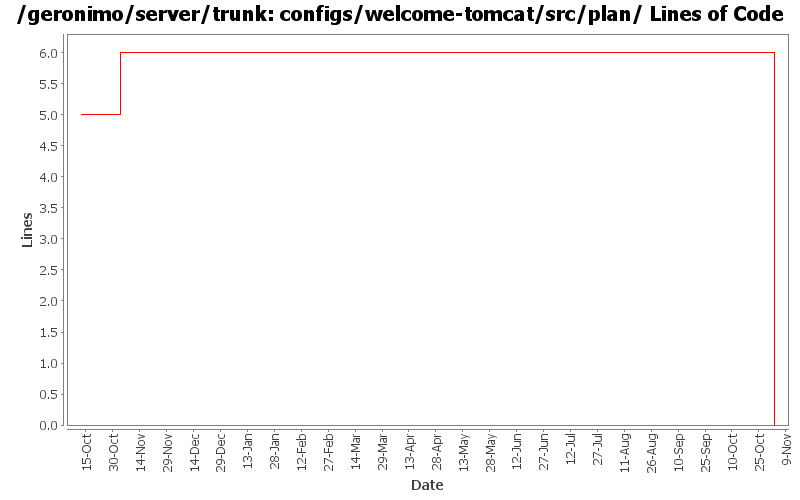 /geronimo/server/trunk: configs/welcome-tomcat/src/plan/ Lines of Code
6.0
5.5
5.0
4.5
4.0
3.5
3.0
2.5
2.0
1.5
1.0
0.5
0.0
Lines
15-Oct
30-Oct
14-Nov
29-Nov
14-Dec
29-Dec
13-Jan
28-Jan
12-Feb
27-Feb
14-Mar
29-Mar
13-Apr
28-Apr
13-May
28-May
12-Jun
27-Jun
12-Jul
27-Jul
11-Aug
26-Aug
10-Sep
25-Sep
10-Oct
25-Oct
9-Nov
Date